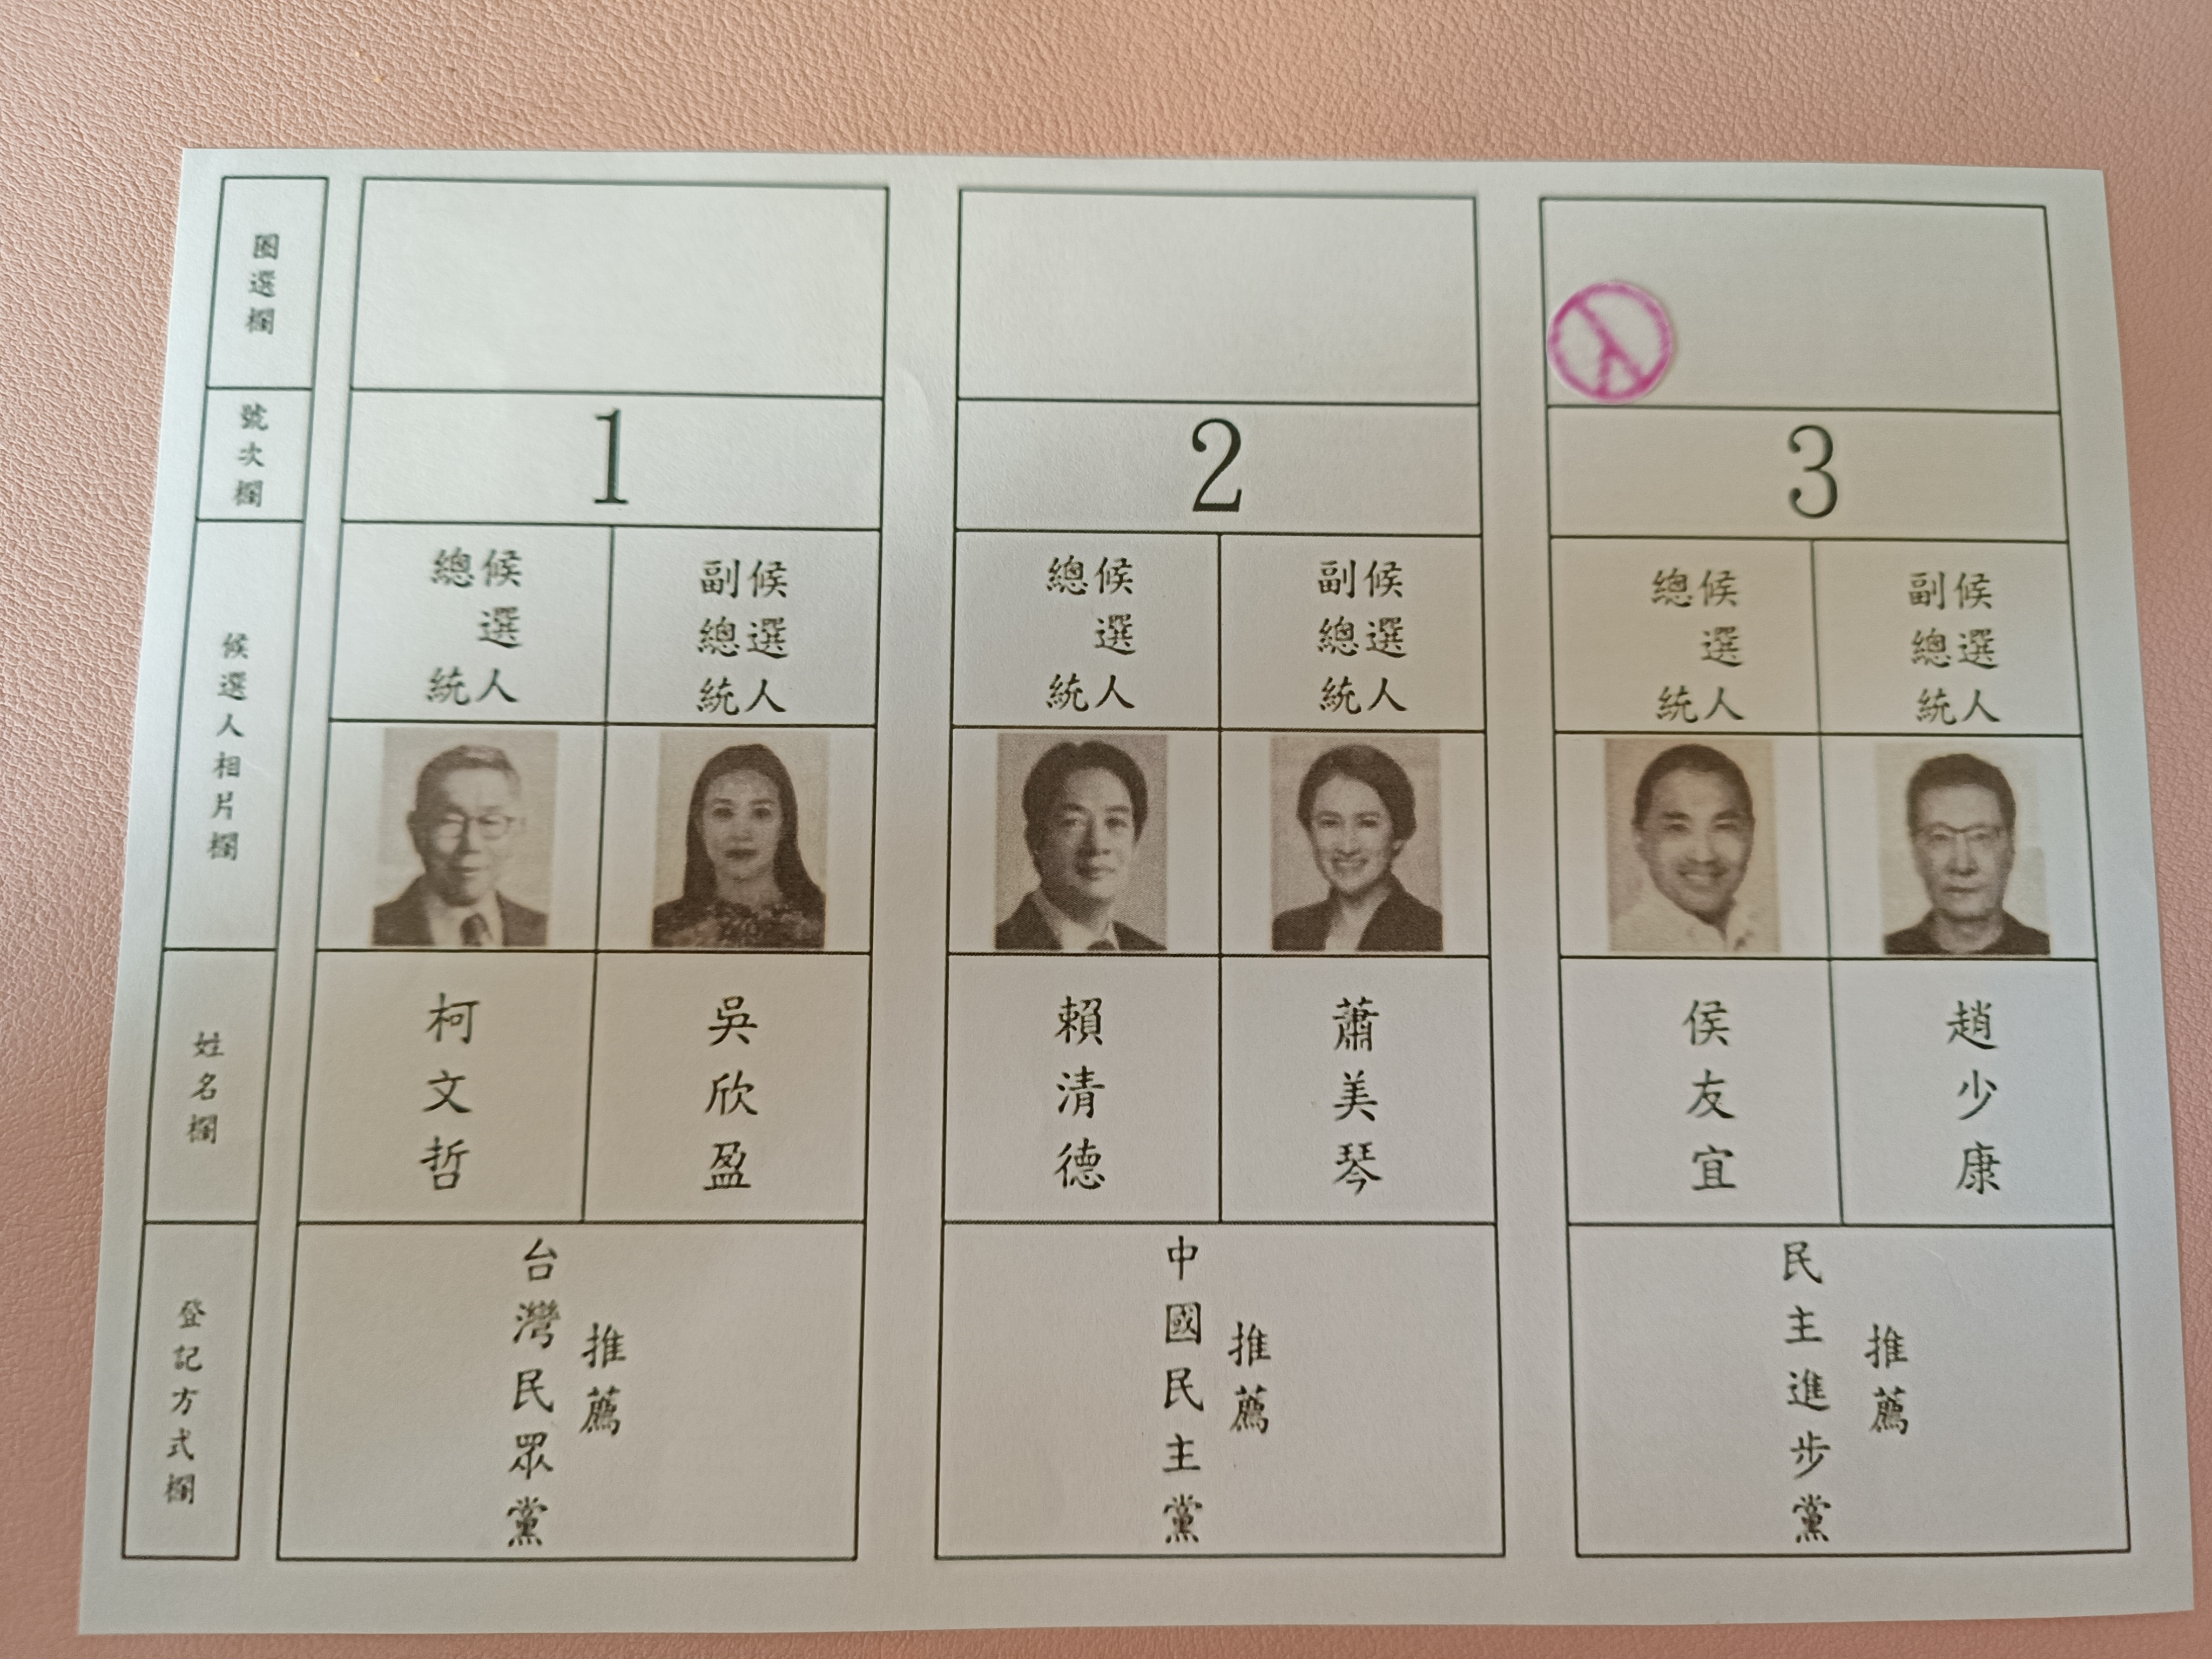 圈選欄
號次欄
候選人相片欄
姓名欄
登記方式欄
1
總統
候選人
副總統
候選人
柯文哲
吳欣盈
台灣民眾黨
推薦
2
總統
候選人
副總統
候選人
賴清德
蕭美琴
中國民主黨
推薦
3
總統
候選人
副總統
候選人
侯友宜
趙少康
民主進步黨
推薦